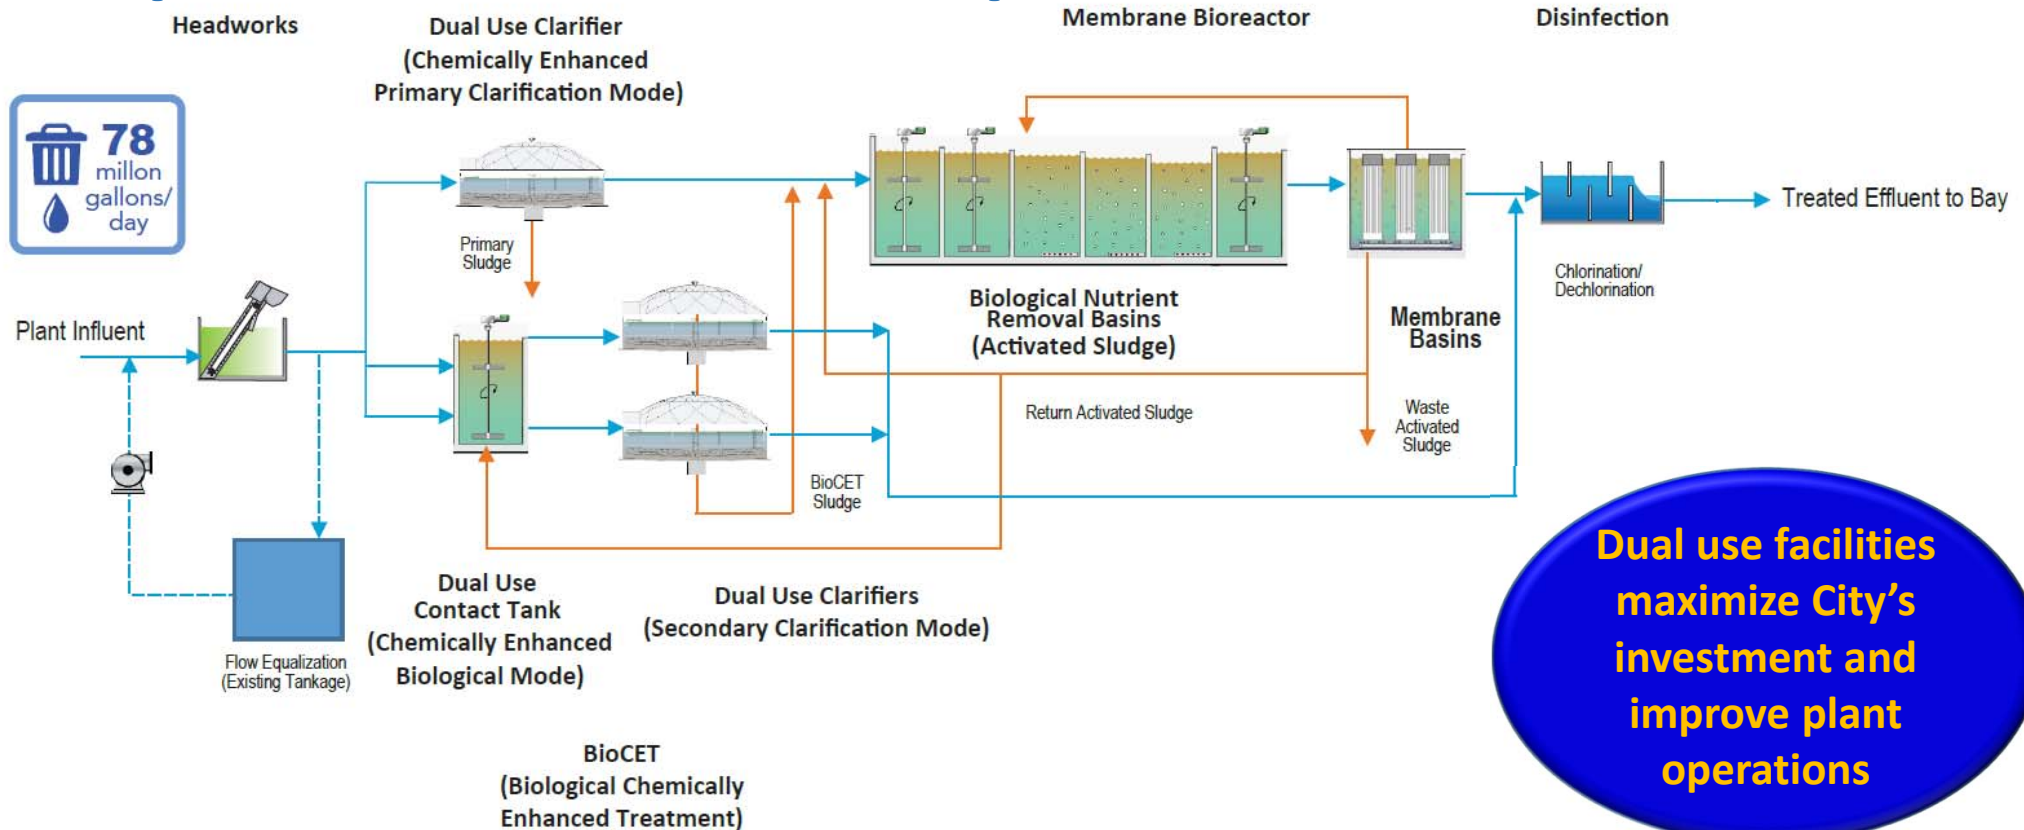 Headworks
Dual Use Clarifier
(Chemically Enhanced
Primary Clarification Mode)
Membrane Bioreactor
Disinfection
78
millon
gallons/
day
Primary
Sludge
Treated Effluent to Bay
Chlorination/
Dechlorination
Plant Influent
Biological Nutrient
Removal Basins
(Activated Sludge)
Membrane
Basins
Return Activated Sludge
Waste
Activated
Sludge
BioCET
Sludge
Flow Equalization
(Existing Tankage)
Dual Use
Contact Tank
(Chemically Enhanced
Biological Mode)
Dual Use Clarifiers
(Secondary Clarification Mode)
BioCET
(Biological Chemically
Enhanced Treatment)
Dual use facilities
maximize City’s
investment and
improve plant
operations